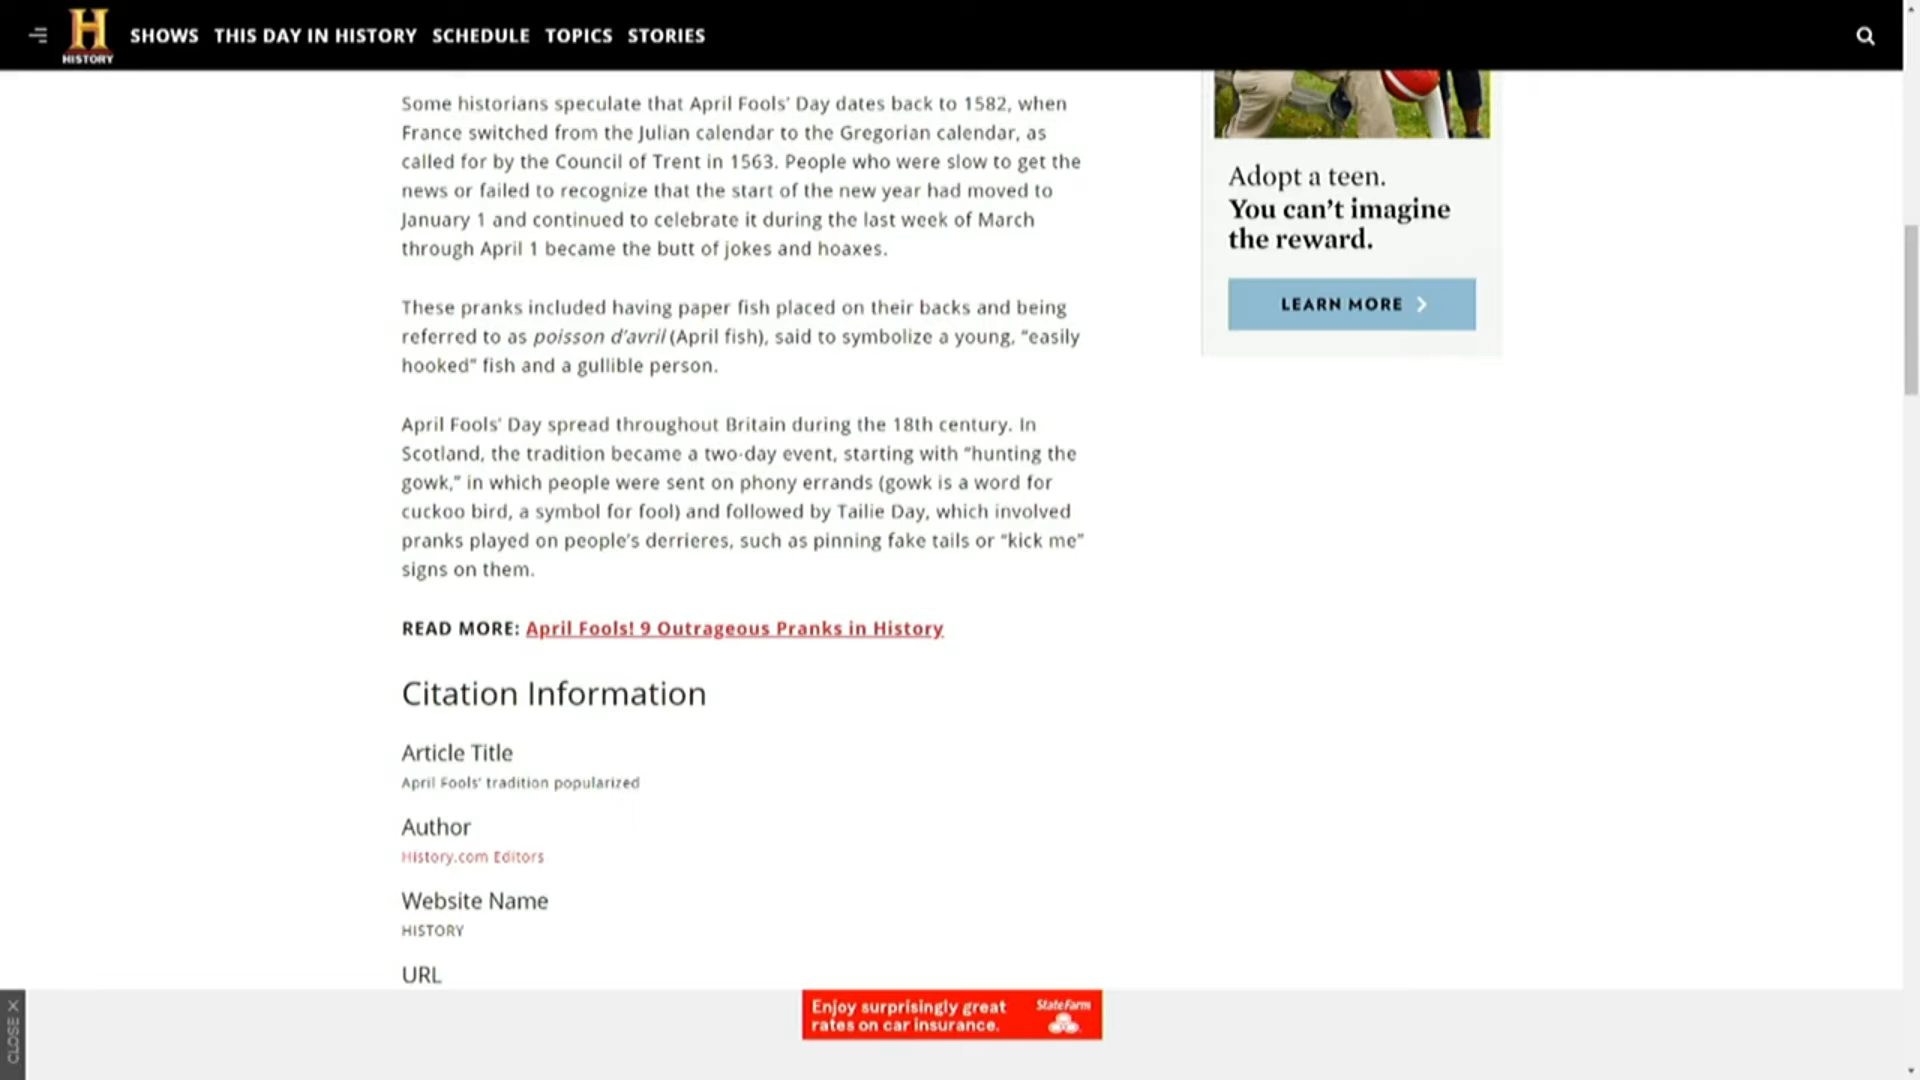 HISTORY
SHOWS THIS DAY IN HISTORY SCHEDULE TOPICS STORIES
Some historians speculate that April Fools’ Day dates back to 1582, when
France switched from the Julian calendar to the Gregorian calendar, as
called for by the Council of Trent in 1563. People who were slow to get the
news or failed to recognize that the start of the new year had moved to
January 1 and continued to celebrate it during the last week of March
through April 1 became the butt of jokes and hoaxes.
These pranks included having paper fish placed on their backs and being
referred to as poisson d’avril (April fish), said to symbolize a young, “easily
hooked” fish and a gullible person.
April Fools’ Day spread throughout Britain during the 18th century. In
Scotland, the tradition became a two-day event, starting with “hunting the
gowk,” in which people were sent on phony errands (gowk is a word for
cuckoo bird, a symbol for fool) and followed by Tailie Day, which involved
pranks played on people’s derrieres, such as pinning fake tails or “kick me”
signs on them.
READ MORE: April Fools! 9 Outrageous Pranks in History
Citation Information
Article Title
April Fools’ tradition popularized
Author
History.com Editors
Website Name
HISTORY
URL
Adopt a teen.
You can’t imagine
the reward.
LEARN MORE
CLOSE X
Enjoy surprisingly great
rates on car insurance.
StateFarm